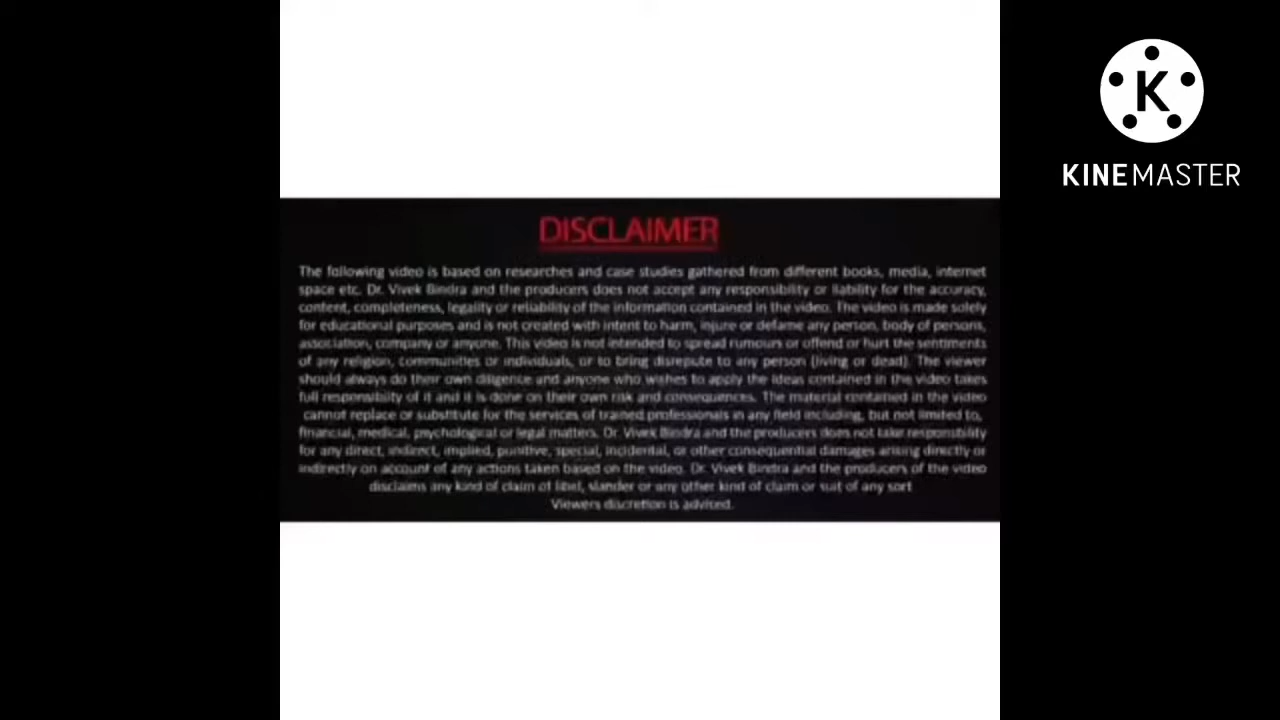 KINEMASTER
DISCLAIMER
The following video is based on researches and case studies gathered from different books, media, internet
space etc. Dr. Vivek Bindra and the producers does not accept any responsibility or liability for the accuracy,
content, completeness, legality or reliability of the information contained in the video. The video is made solely
for educational purposes and is not created with intent to harm, injure or defame any person, body of persons,
association, company or anyone. This video is not intended to spread rumours or offend or hurt the sentiments
of any religion, communities or individuals, or to bring disrepute to any person (living or dead). The viewer
should always do their own diligence and anyone who wishes to apply the ideas contained in the video takes
full responsibility of it and it is done on their own risk and consequences. The material contained in the video
cannot replace or substitute for the services of trained professionals in any field including, but not limited to,
financial, medical, psychological or legal matters. Dr. Vivek Bindra and the producers does not take responsibility
for any direct, indirect, implied, punitive, special, incidental, or other consequential damages arising directly or
indirectly on account of any actions taken based on the video. Dr. Vivek Bindra and the producers of the video
disclaims any kind of claim of libel, slander or any other kind of claim or suit of any sort
Viewers discretion is advised.